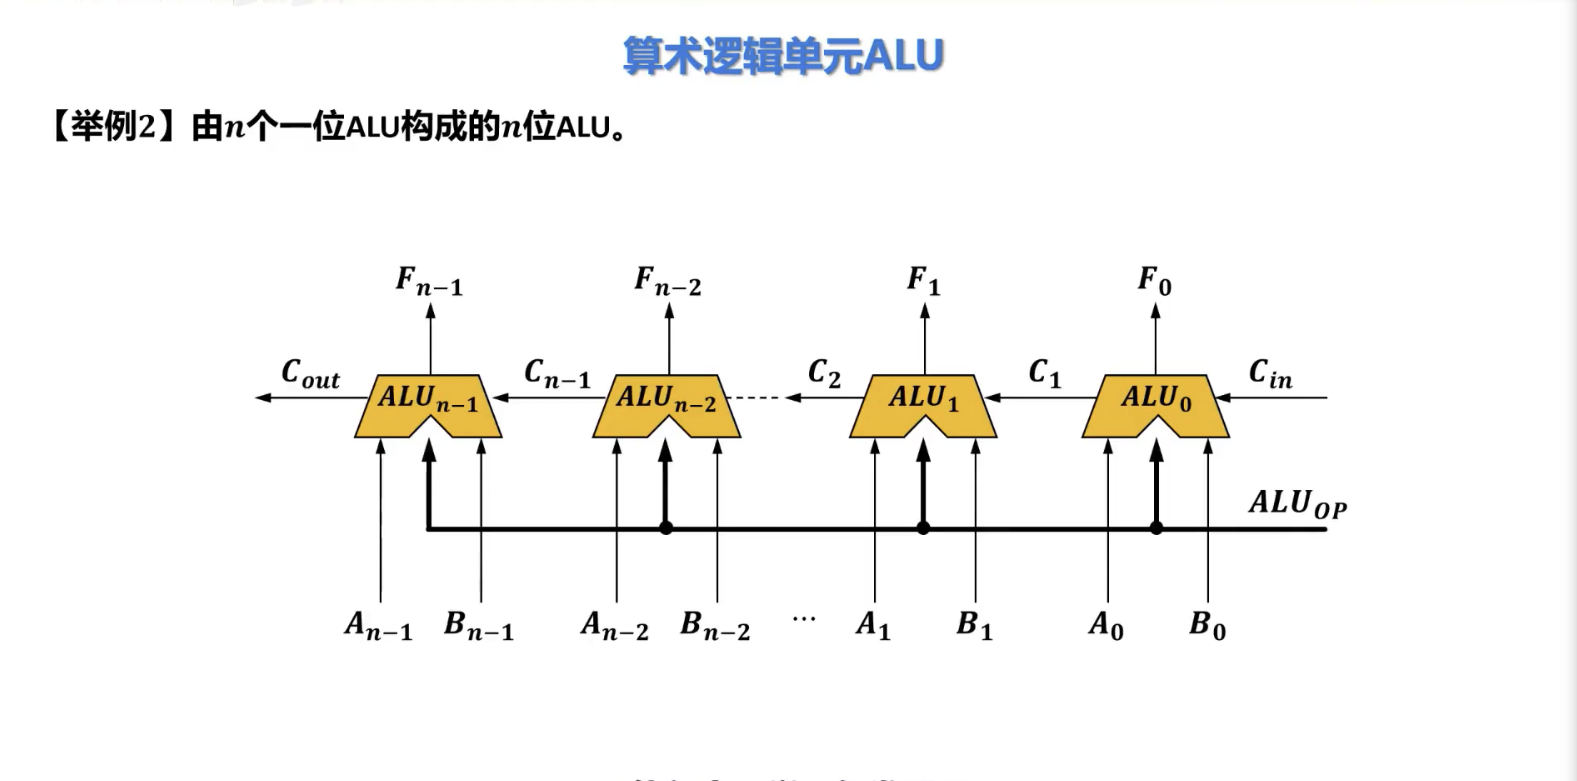 算术逻辑单元ALU
【举例2】由n个一位ALU构成的n位ALU。
Fn−1 Fn−2 F1 F0
Cout ALUn−1 Cn−1 ALUn−2 C2 ALU1 C1 ALU0 Cin
ALUOP
An−1 Bn−1 An−2 Bn−2 ⋯ A1 B1 A0 B0